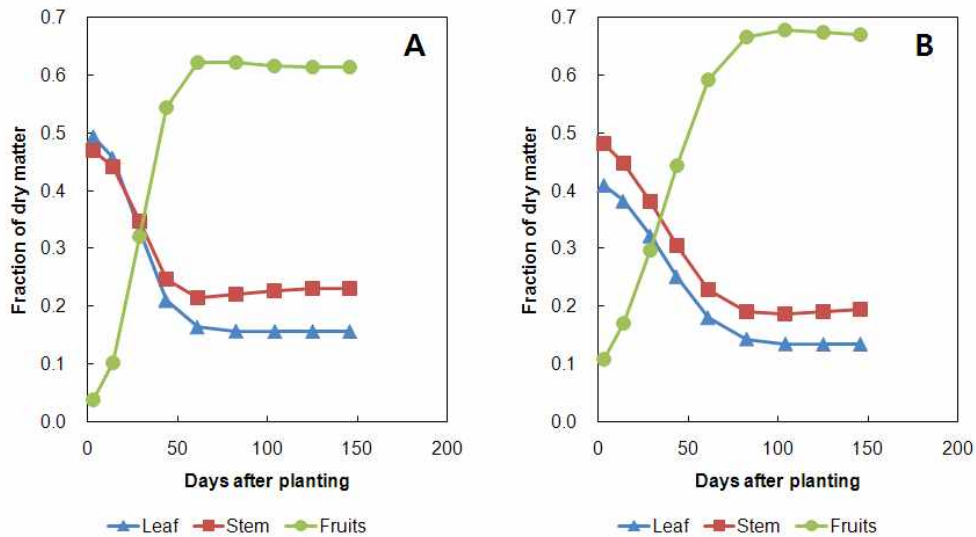 A
Fraction of dry matter
0.7
0.6
0.5
0.4
0.3
0.2
0.1
0.0
0 50 100 150 200
Days after planting
Leaf Stem Fruits
B
Fraction of dry matter
0.7
0.6
0.5
0.4
0.3
0.2
0.1
0.0
0 50 100 150 200
Days after planting
Leaf Stem Fruits